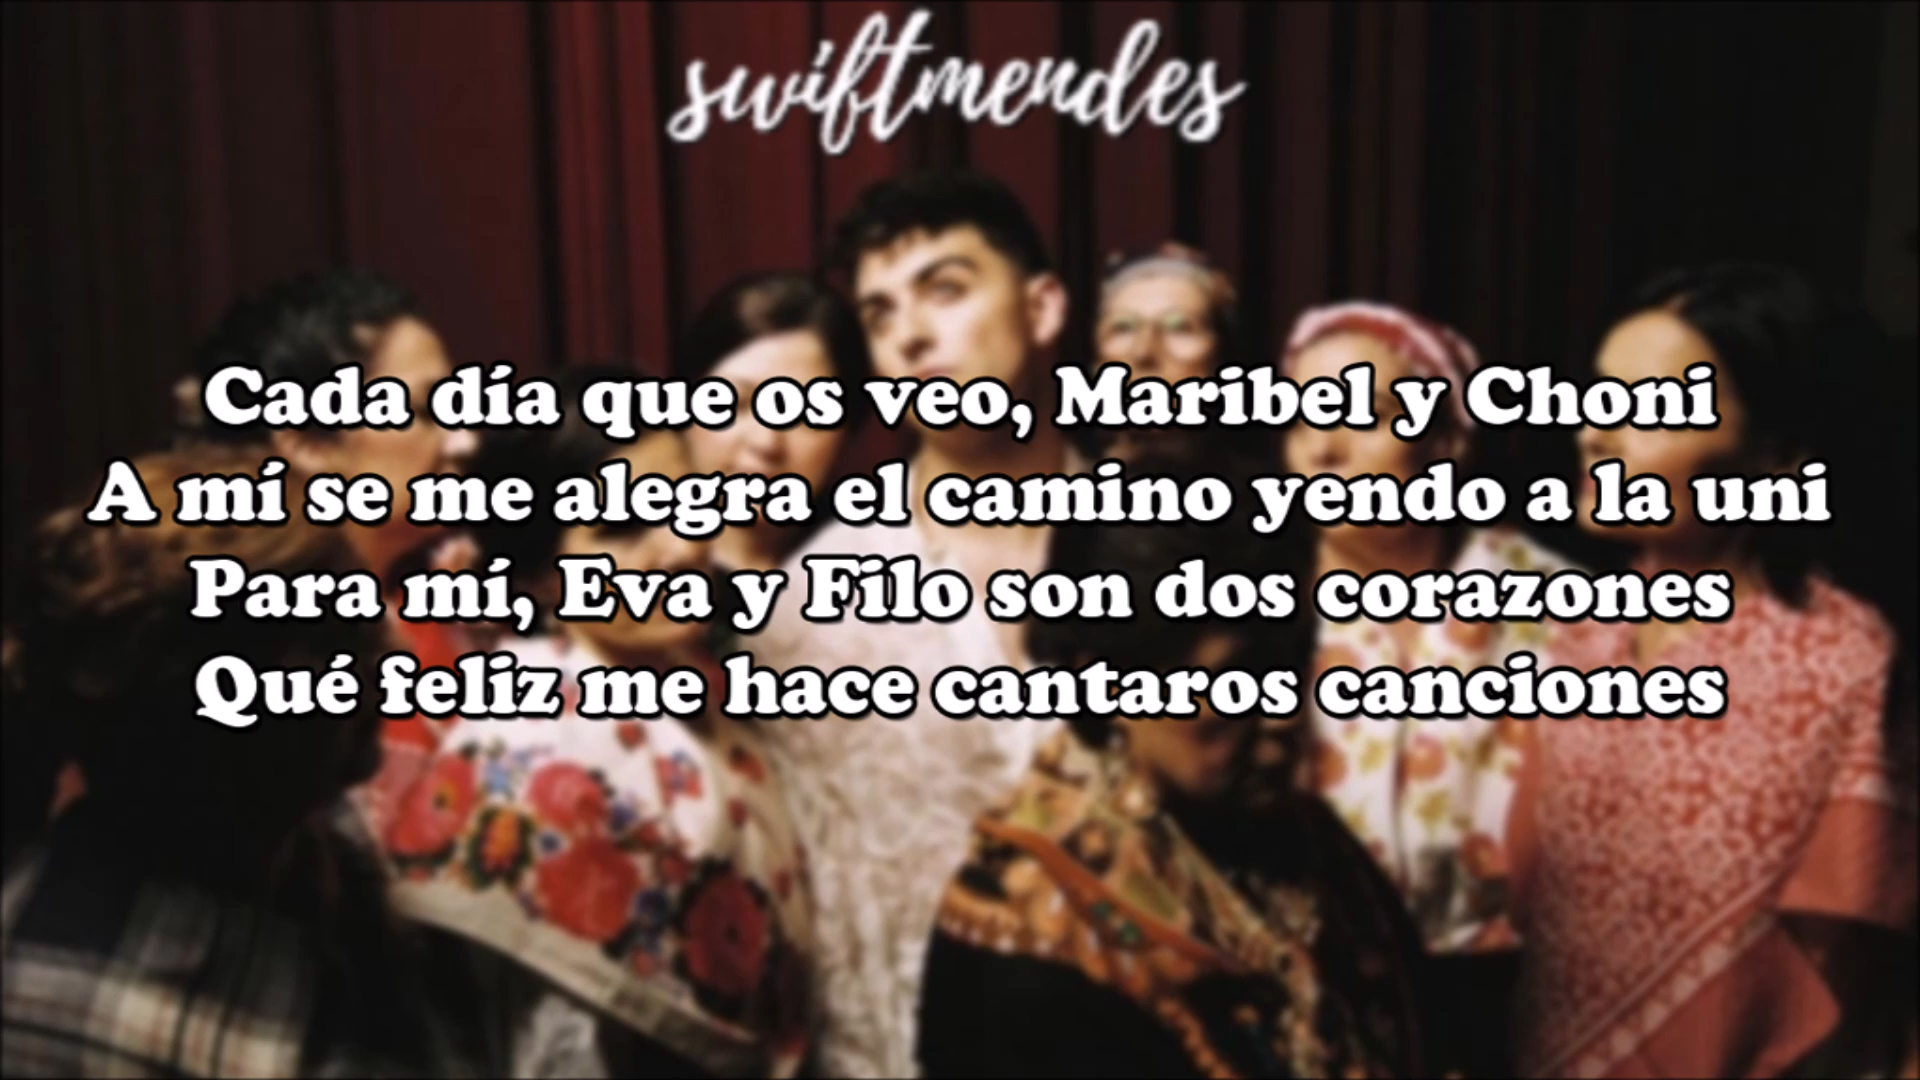 swiftmendes
Cada día que os veo, Maribel y Choni
A mí se me alegra el camino yendo a la uni
Para mí, Eva y Filo son dos corazones
Qué feliz me hace cantaros canciones